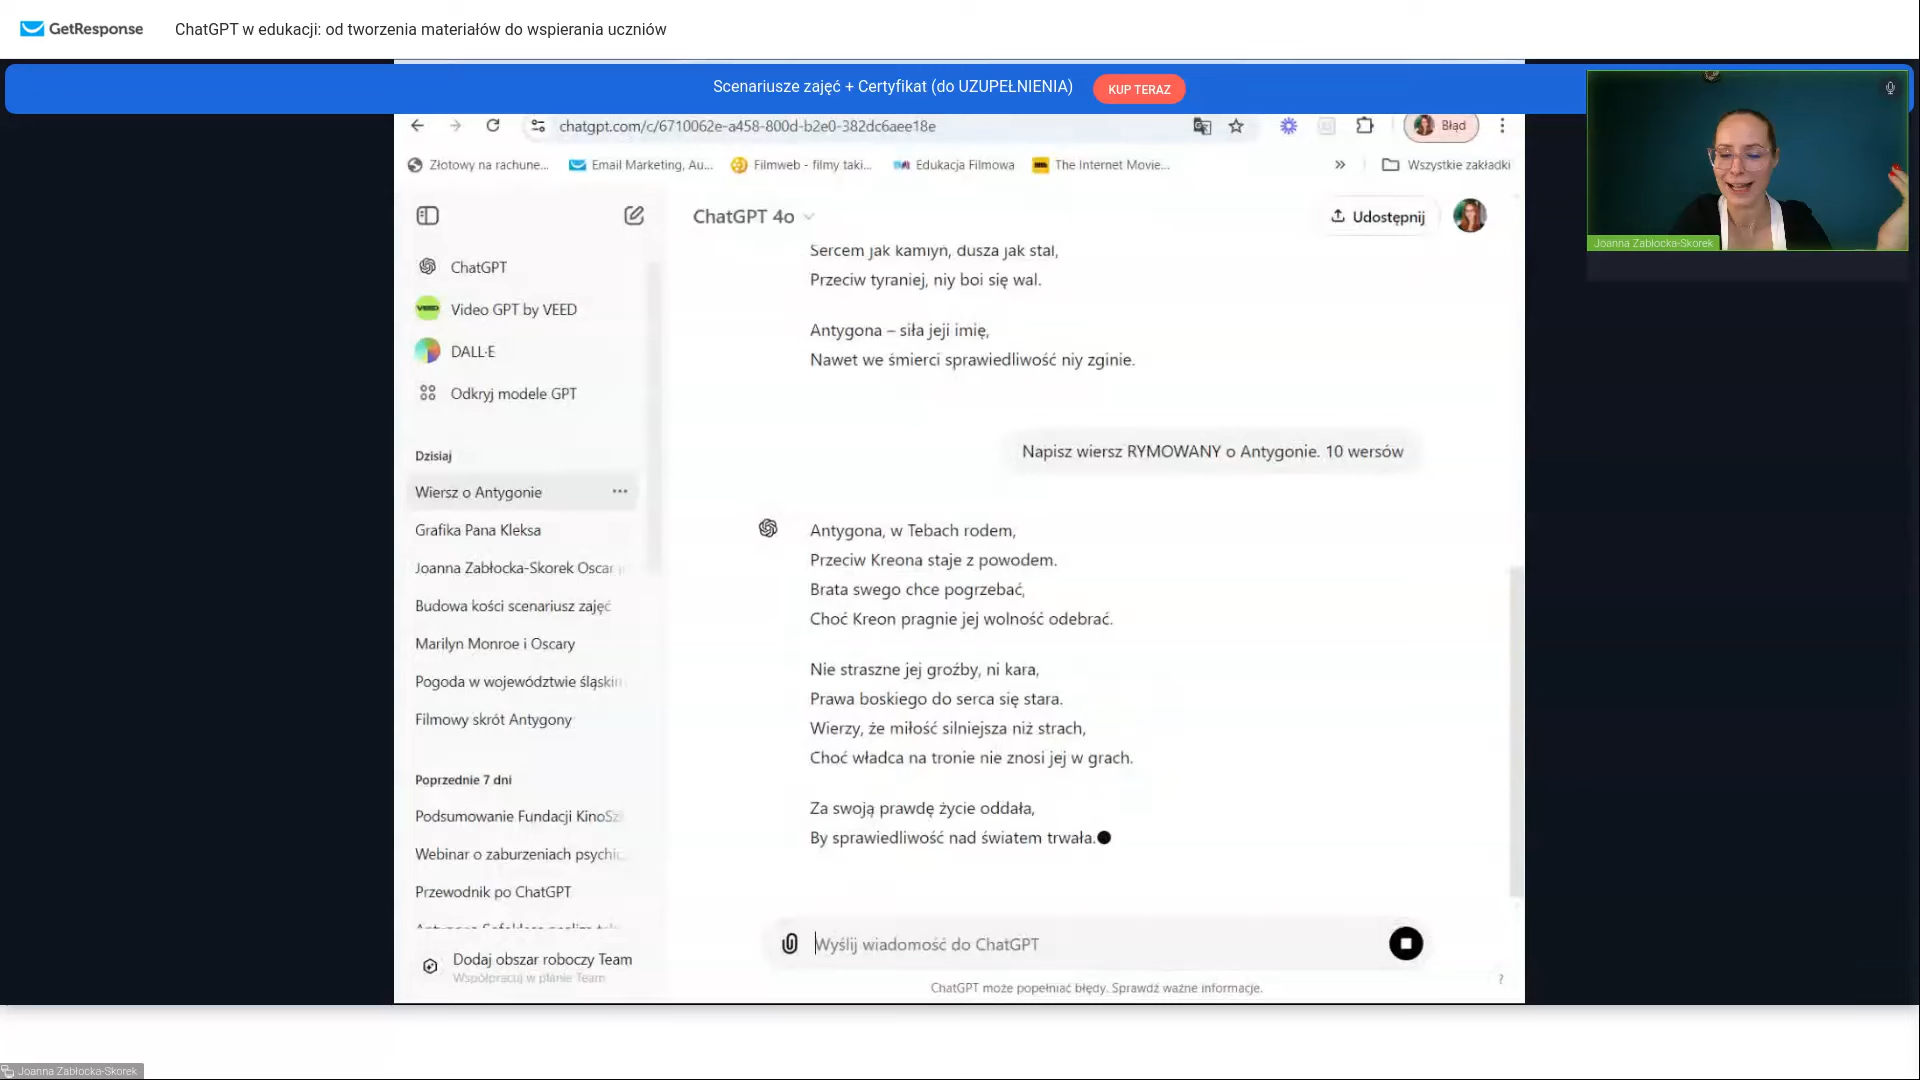 GetResponse
ChatGPT w edukacji: od tworzenia materiałów do wspierania uczniów
Scenariusze zajęć + Certyfikat (do UZUPEŁNIENIA)
KUP TERAZ
Joanna Zabłocka-Skorek
chatgpt.com/c/6710062e-a458-800d-b2e0-382dc6aee18e
Błąd
Złotowy na rachune...
Email Marketing, Au...
Filmweb - filmy taki...
Edukacja Filmowa
The Internet Movie...
Wszystkie zakładki
ChatGPT
Video GPT by VEED
DALL·E
Odkryj modele GPT
Dzisiaj
Wiersz o Antygonie
Grafika Pana Kleksa
Joanna Zabłocka-Skorek Oscar
Budowa kości scenariusz zajęć
Marilyn Monroe i Oscary
Pogoda w województwie śląskim
Filmowy skrót Antygony
Poprzednie 7 dni
Podsumowanie Fundacji KinoSz
Webinar o zaburzeniach psychic
Przewodnik po ChatGPT
Dodaj obszar roboczy Team
Współpracuj w planie Team
ChatGPT 4o
Udostępnij
Sercem jak kamiyń, dusza jak stal,
Przeciw tyraniej, niy boi się wal.
Antygona – siła jeji imię,
Nawet we śmierci sprawiedliwość niy zginie.
Napisz wiersz RYMOWANY o Antygonie. 10 wersów
Antygona, w Tebach rodem,
Przeciw Kreona staje z powodem.
Brata swego chce pogrzebać,
Choć Kreon pragnie jej wolność odebrać.
Nie straszne jej groźby, ni kara,
Prawa boskiego do serca się stara.
Wierzy, że miłość silniejsza niż strach,
Choć władca na tronie nie znosi jej w grach.
Za swoją prawdę życie oddała,
By sprawiedliwość nad światem trwała.
Wyślij wiadomość do ChatGPT
ChatGPT może popełniać błędy. Sprawdź ważne informacje.
?
Joanna Zabłocka-Skorek